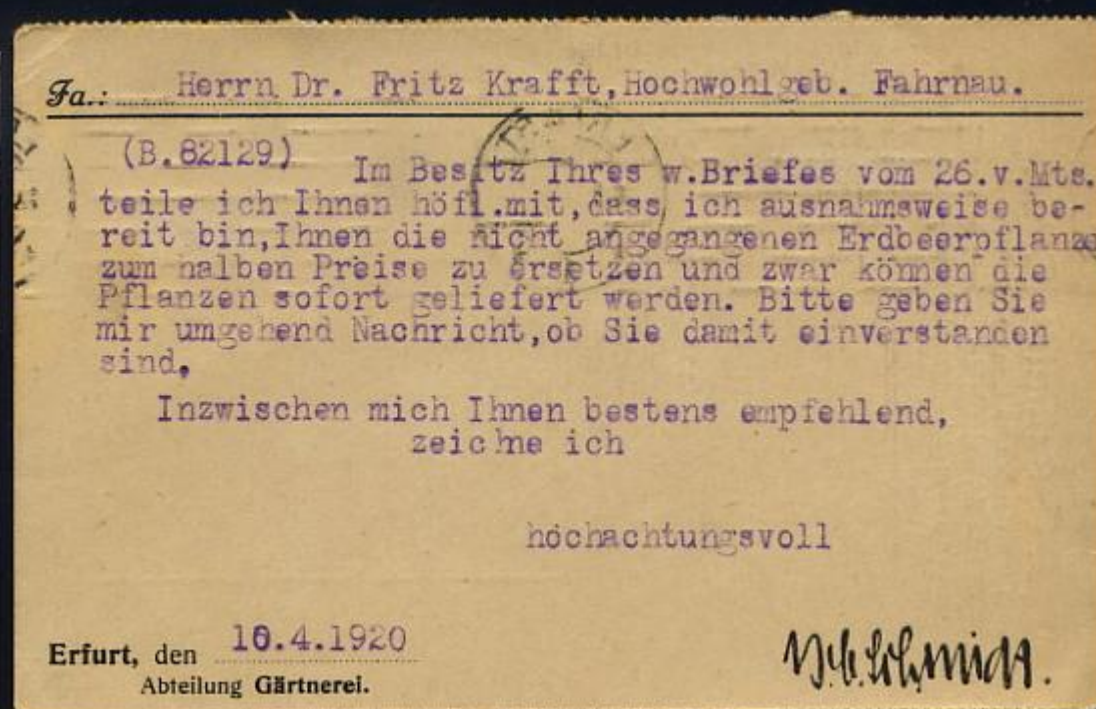 Fa.: Herrn Dr. Fritz Krafft,Hochwohlgeb. Fahrnau.
(B.82129) Im Besitz Ihres w.Briefes vom 26.v.Mts.
teile ich Ihnen höfl.mit,dass ich ausnahmsweise be-
reit bin,Ihnen die nicht angegangenen Erdbeerpflanze
zum halben Preise zu ersetzen und zwar können die
Pflanzen sofort geliefert werden. Bitte geben Sie
mir umgehend Nachricht,ob Sie damit einverstanden
sind.
Inzwischen mich Ihnen bestens empfehlend,
zeichne ich
hochachtungsvoll
Erfurt, den 10.4.1920
Abteilung Gärtnerei.
J.C.Schmidt.